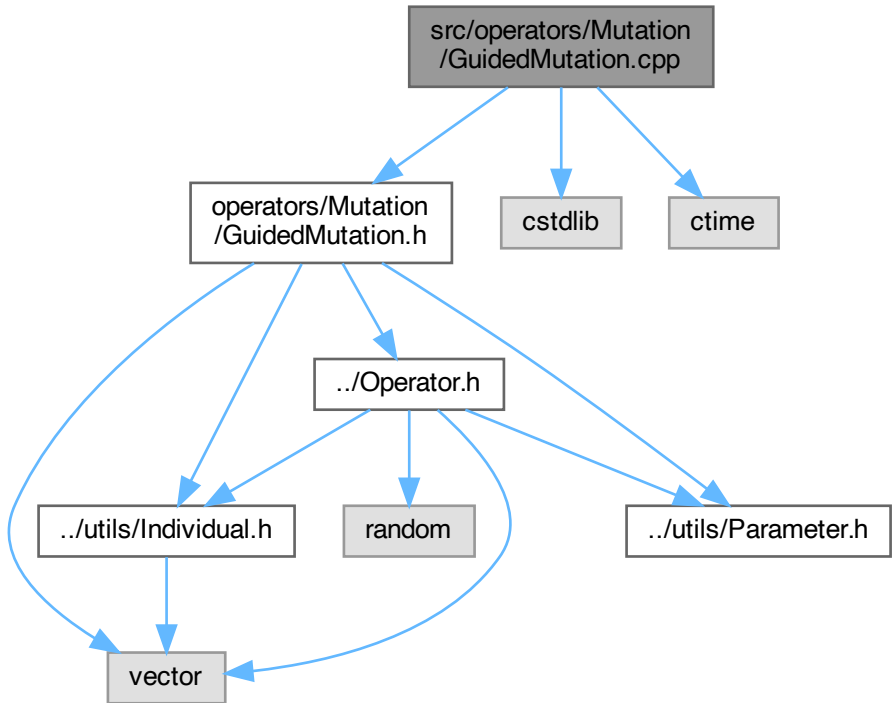 src/operators/Mutation
/GuidedMutation.cpp
operators/Mutation
/GuidedMutation.h
cstdlib
ctime
../Operator.h
../utils/Individual.h
random
../utils/Parameter.h
vector